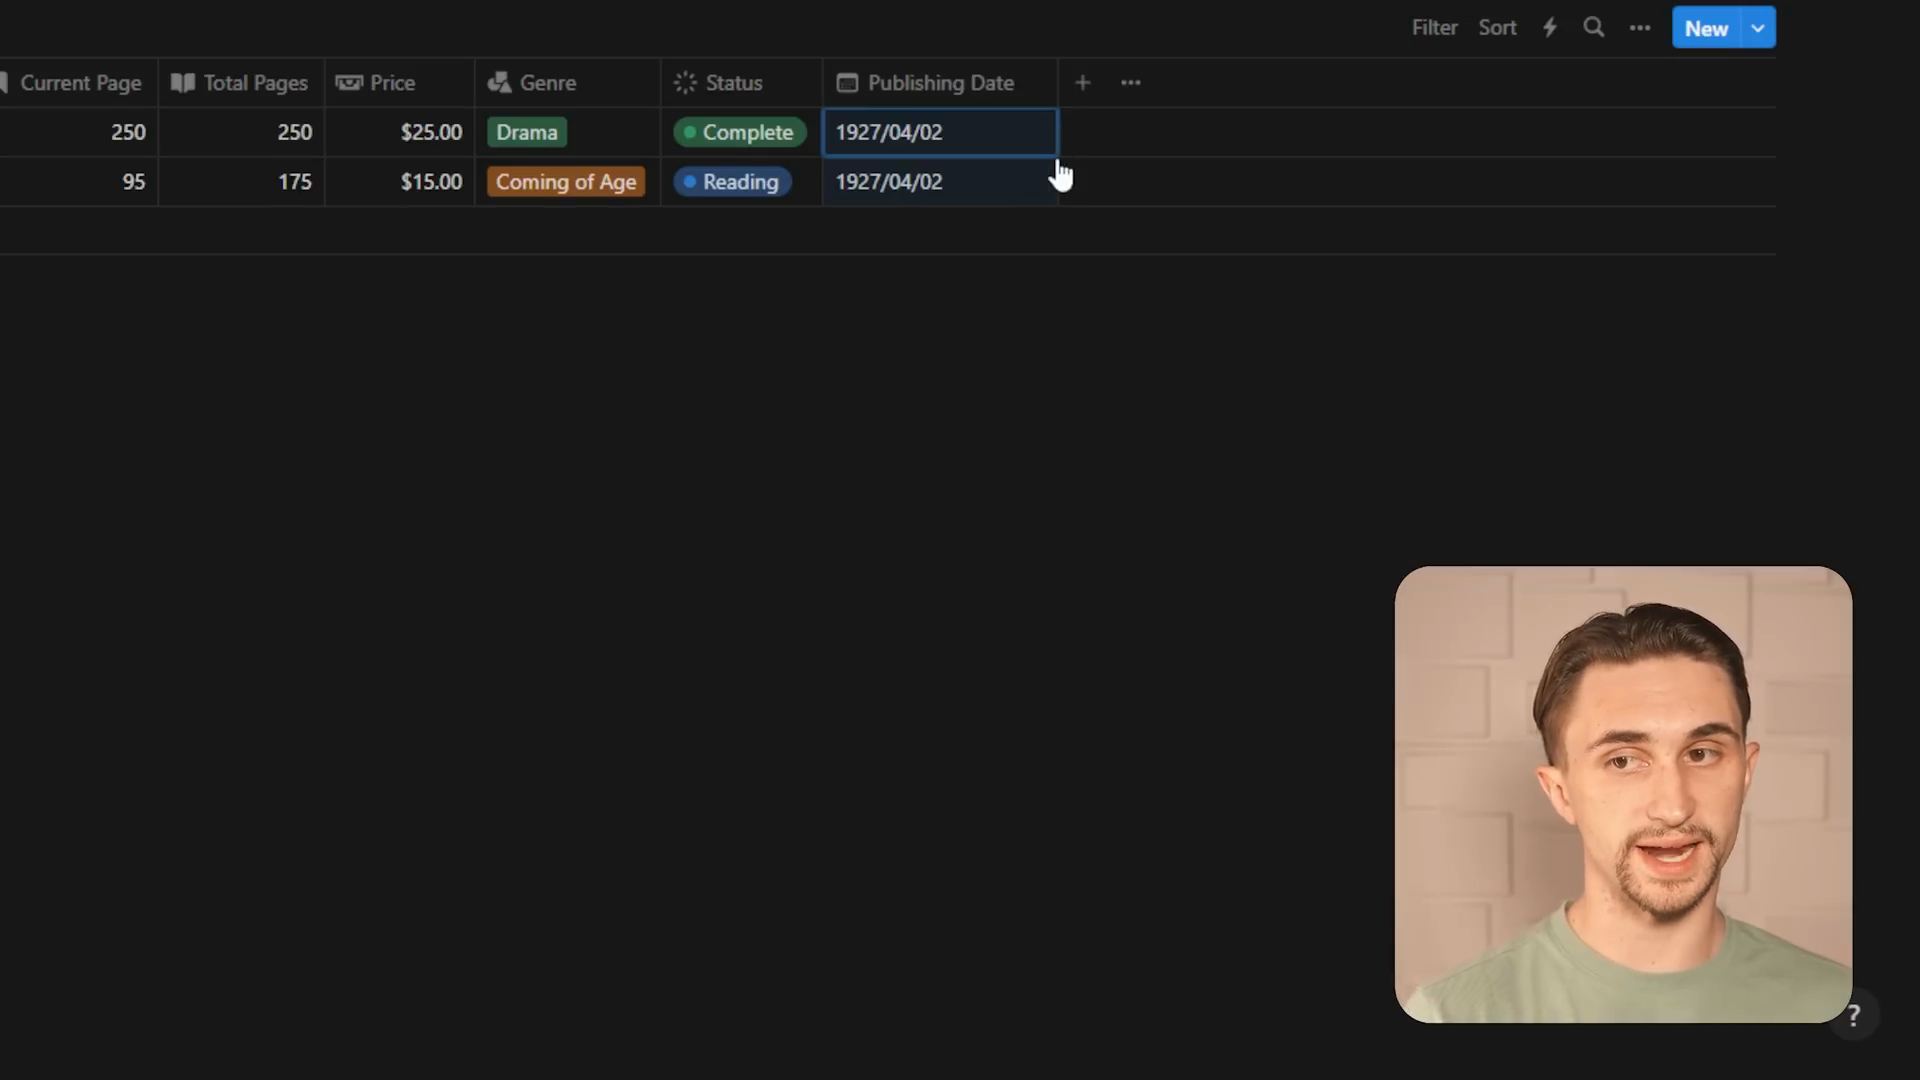 Filter Sort New
Current Page Total Pages Price Genre Status Publishing Date
250 250 $25.00 Drama Complete 1927/04/02
95 175 $15.00 Coming of Age Reading 1927/04/02
?